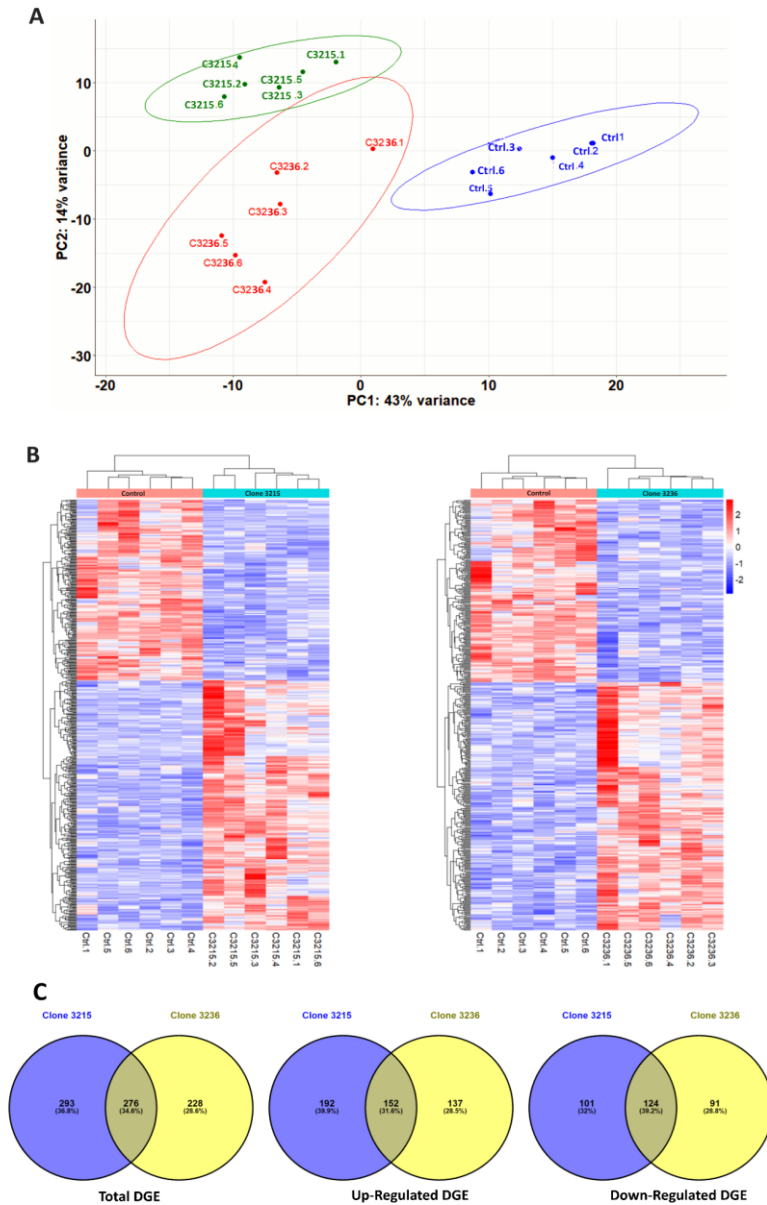 A
C3215.4
C3215.1
C3215.2
C3215.5
C3215.3
C3215.6
C3236.1
C3236.2
C3236.3
C3236.5
C3236.6
C3236.4
Ctrl1
Ctrl.2
Ctrl.3
Ctrl.4
Ctrl.6
Ctrl.5
PC2: 14% variance
10
0
-10
-20
-30
-20
-10
0
10
20
PC1: 43% variance
B
Control
Clone 3215
Control
Clone 3236
2
1
0
-1
-2
Ctrl.1
Ctrl.5
Ctrl.6
Ctrl.2
Ctrl.3
Ctrl.4
C3215.2
C3215.5
C3215.3
C3215.4
C3215.1
C3215.6
Ctrl.1
Ctrl.2
Ctrl.3
Ctrl.4
Ctrl.5
Ctrl.6
C3236.1
C3236.5
C3236.6
C3236.4
C3236.2
C3236.3
C
Clone 3215
Clone 3236
293
(36.8%)
276
(34.6%)
228
(28.6%)
Total DGE
Clone 3215
Clone 3236
192
(39.9%)
152
(31.6%)
137
(28.5%)
Up-Regulated DGE
Clone 3215
Clone 3236
101
(32%)
124
(39.2%)
91
(28.8%)
Down-Regulated DGE